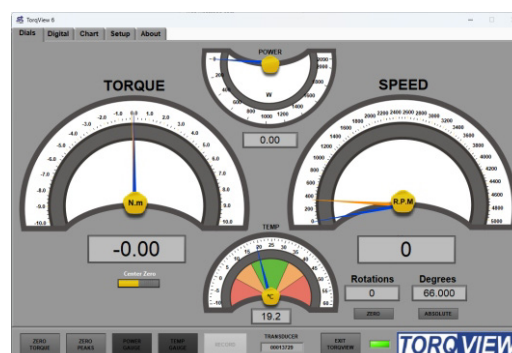 TorqView 6
Dials Digital Chart Setup About
POWER
W
0.00
TORQUE
N.m
-0.00
Center Zero
SPEED
R.P.M
0
TEMP
°C
19.2
Rotations Degrees
0 66.000
ZERO ABSOLUTE
ZERO TORQUE
ZERO PEAKS
POWER GAUGE
TEMP GAUGE
RECORD
TRANSDUCER
00013720
EXIT TORQVIEW
TORQVIEW